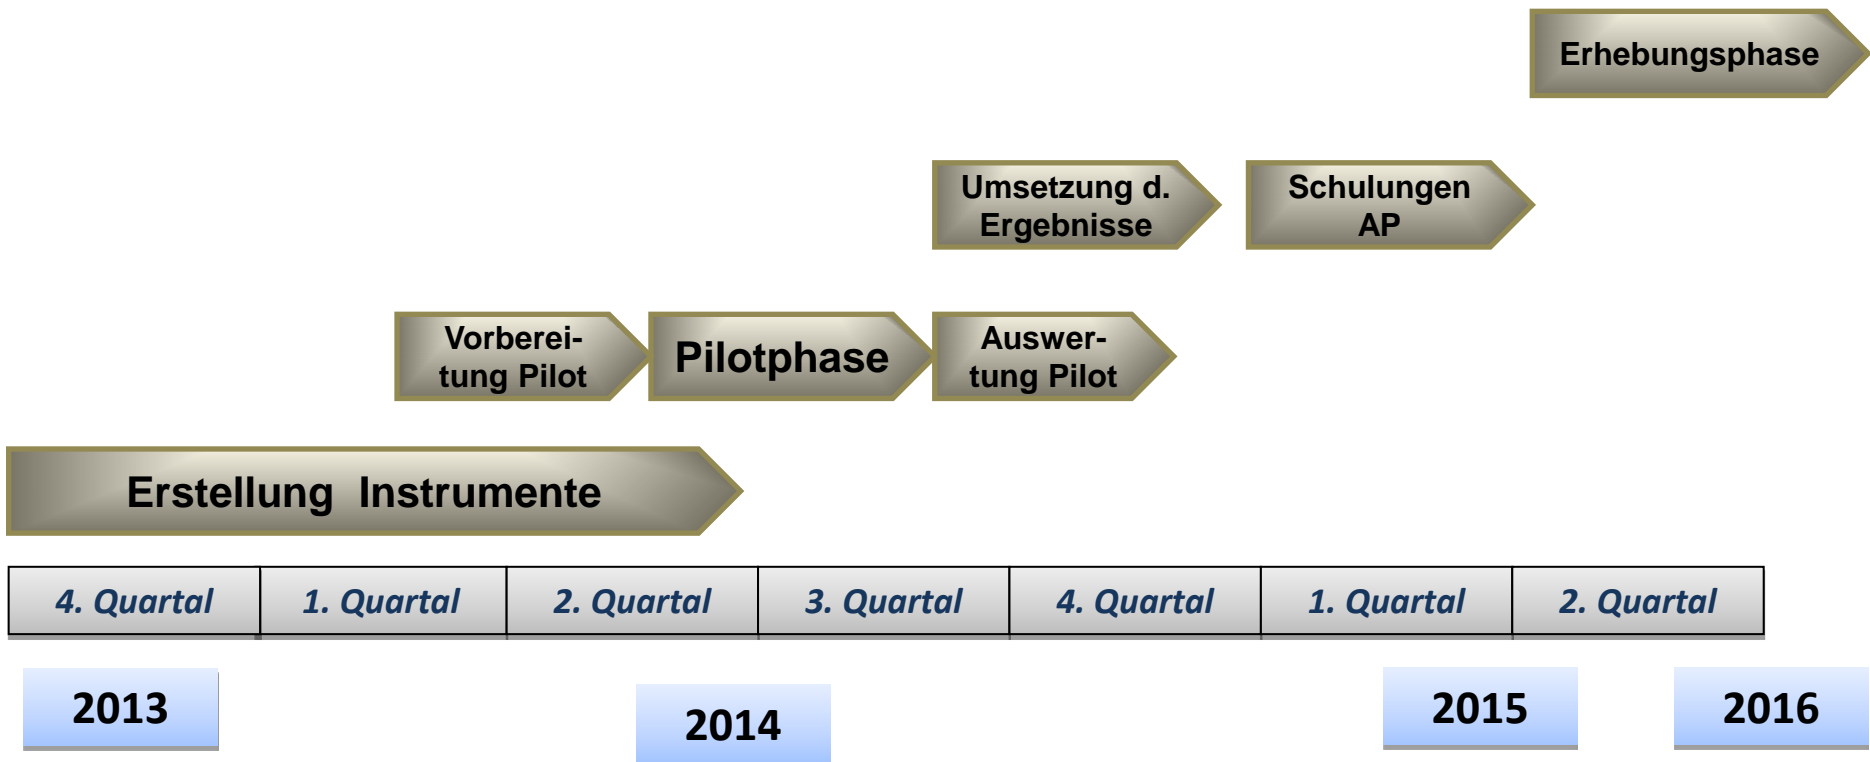 Erhebungsphase
Umsetzung d.
Ergebnisse
Schulungen
AP
Vorberei-
tung Pilot
Pilotphase
Auswer-
tung Pilot
Erstellung Instrumente
4. Quartal
1. Quartal
2. Quartal
3. Quartal
4. Quartal
1. Quartal
2. Quartal
2013
2014
2015
2016